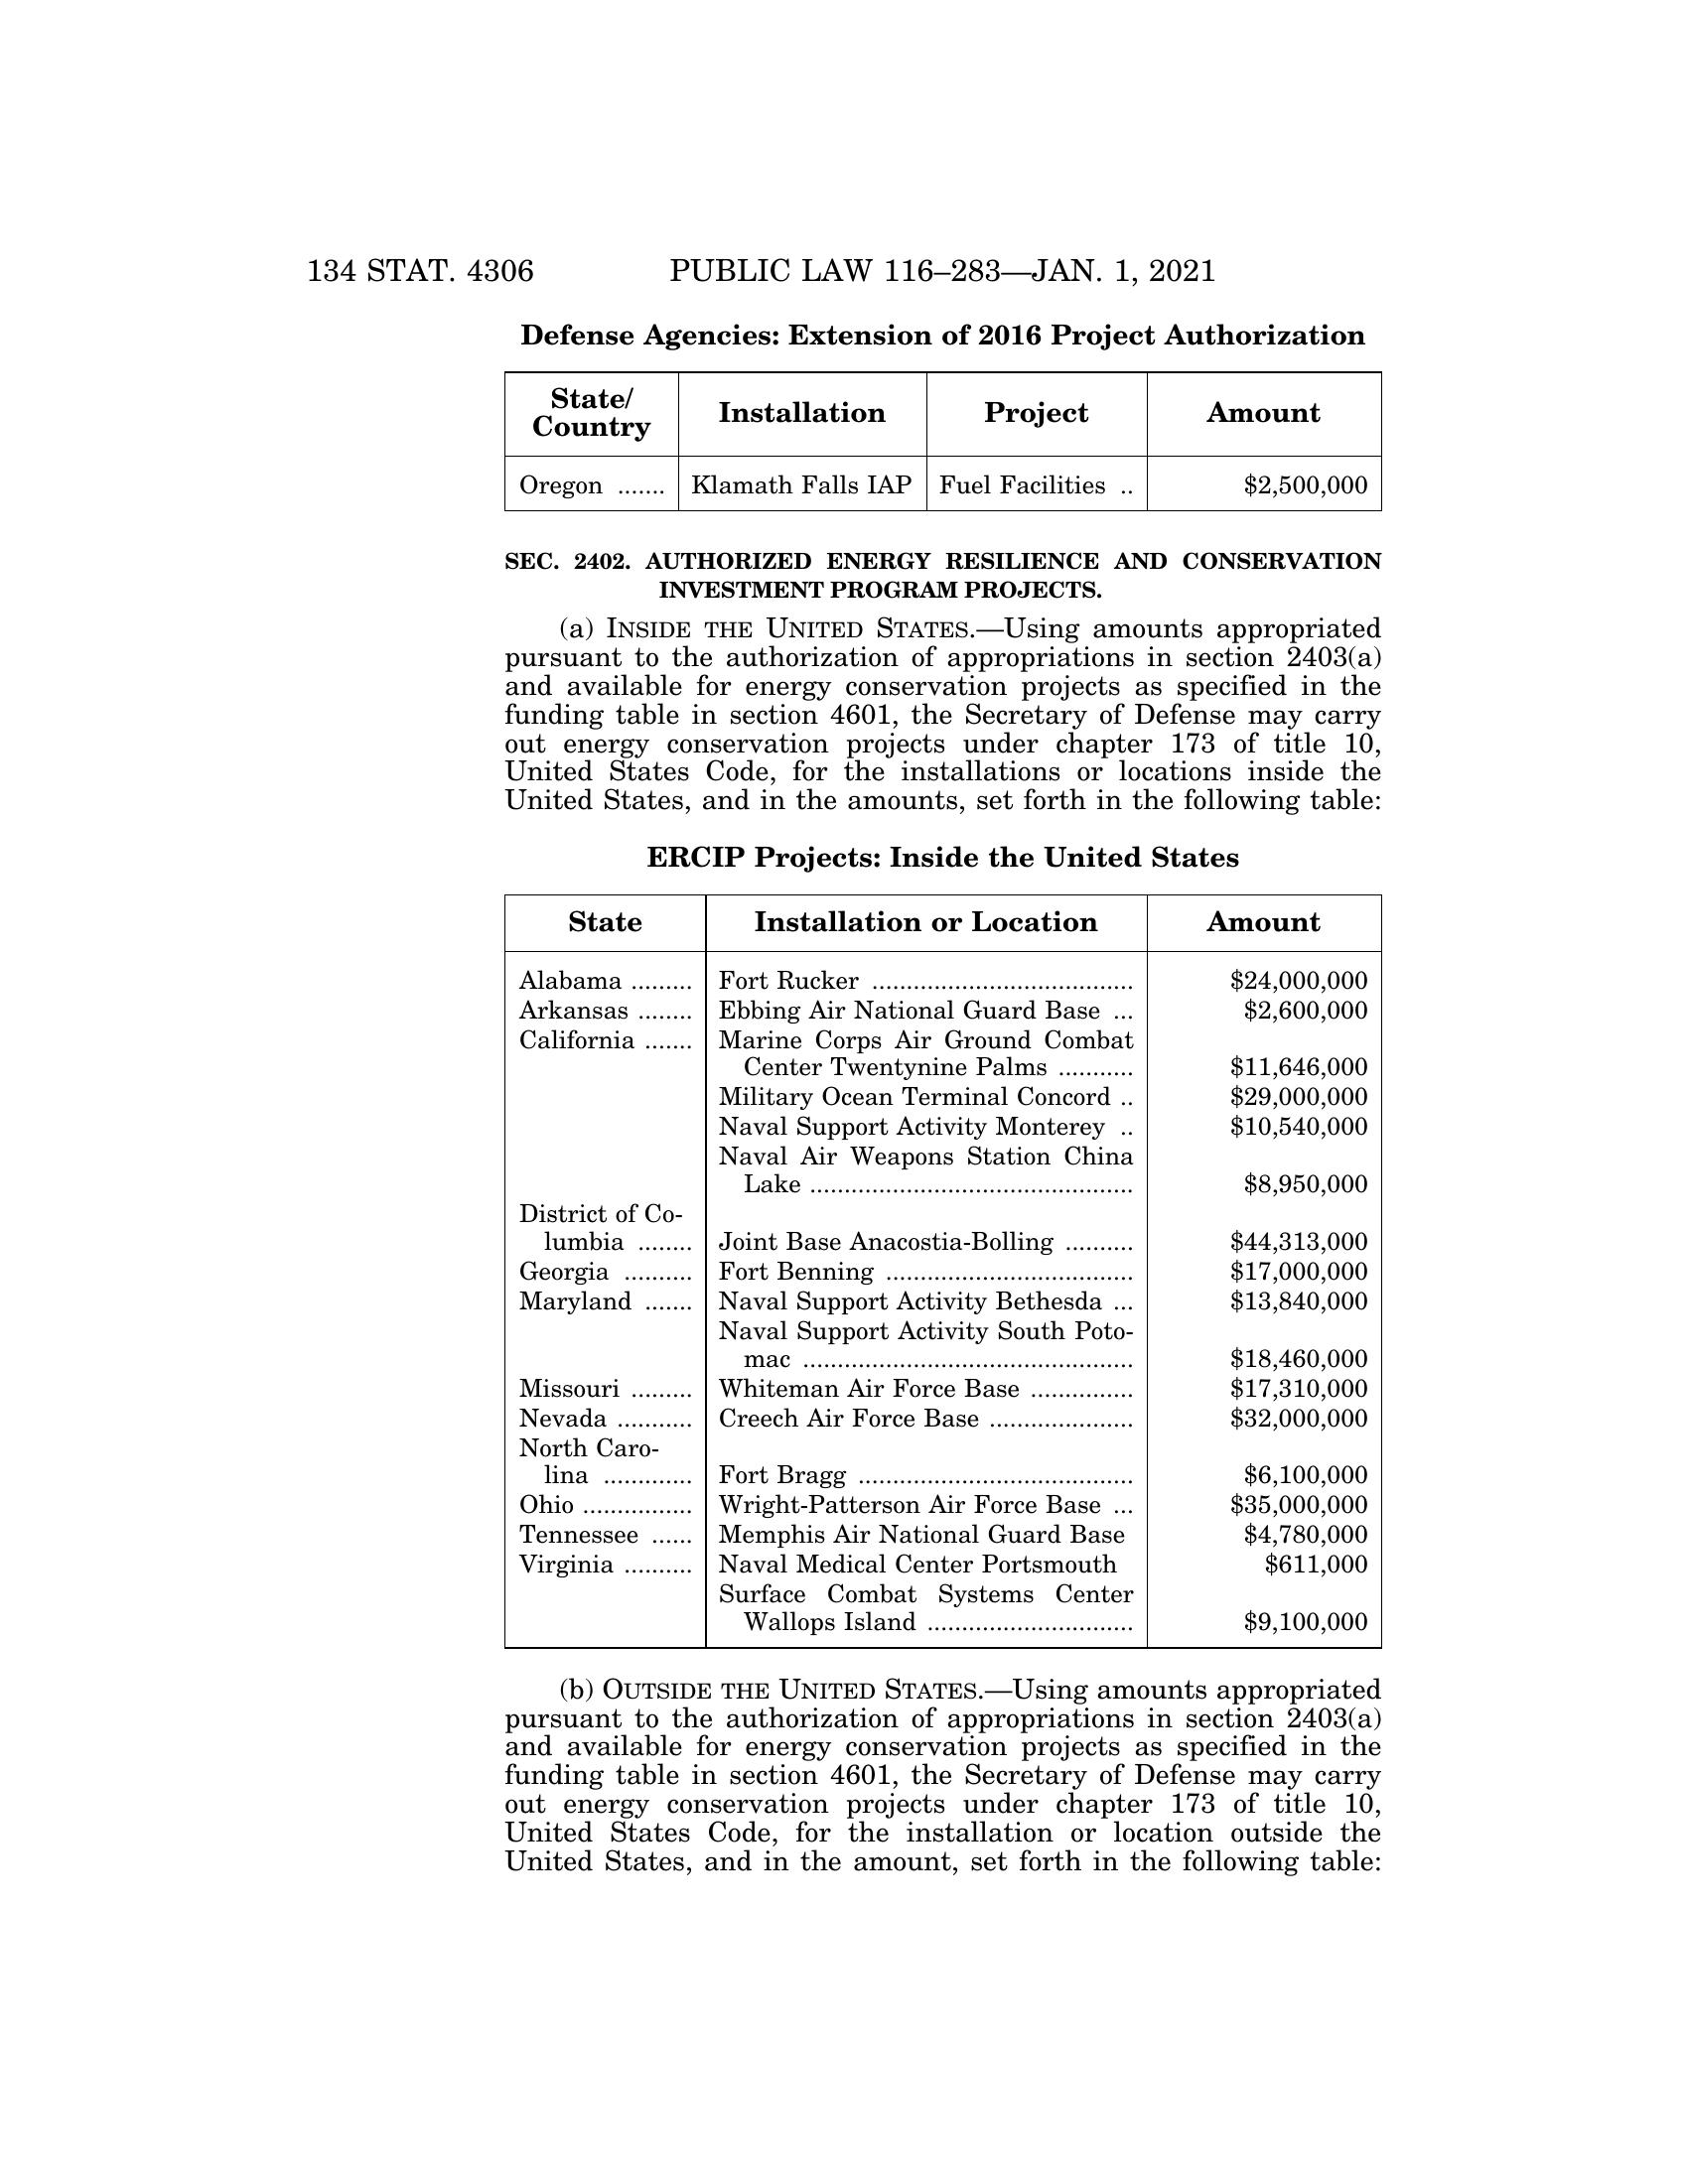 134 STAT. 4306 PUBLIC LAW 116–283—JAN. 1, 2021
Defense Agencies: Extension of 2016 Project Authorization
State/
Country Installation Project Amount
Oregon ....... Klamath Falls IAP Fuel Facilities .. $2,500,000
SEC. 2402. AUTHORIZED ENERGY RESILIENCE AND CONSERVATION
INVESTMENT PROGRAM PROJECTS.
(a) INSIDE THE UNITED STATES.—Using amounts appropriated
pursuant to the authorization of appropriations in section 2403(a)
and available for energy conservation projects as specified in the
funding table in section 4601, the Secretary of Defense may carry
out energy conservation projects under chapter 173 of title 10,
United States Code, for the installations or locations inside the
United States, and in the amounts, set forth in the following table:
ERCIP Projects: Inside the United States
State Installation or Location Amount
Alabama ......... Fort Rucker ...................................... $24,000,000
Arkansas ........ Ebbing Air National Guard Base ... $2,600,000
California ....... Marine Corps Air Ground Combat
Center Twentynine Palms ........... $11,646,000
Military Ocean Terminal Concord .. $29,000,000
Naval Support Activity Monterey .. $10,540,000
Naval Air Weapons Station China
Lake ............................................... $8,950,000
District of Co-
lumbia ........ Joint Base Anacostia-Bolling .......... $44,313,000
Georgia .......... Fort Benning .................................... $17,000,000
Maryland ....... Naval Support Activity Bethesda ... $13,840,000
Naval Support Activity South Poto-
mac ................................................ $18,460,000
Missouri ......... Whiteman Air Force Base ............... $17,310,000
Nevada ........... Creech Air Force Base ..................... $32,000,000
North Caro-
lina ............. Fort Bragg ........................................ $6,100,000
Ohio ................ Wright-Patterson Air Force Base ... $35,000,000
Tennessee ...... Memphis Air National Guard Base $4,780,000
Virginia .......... Naval Medical Center Portsmouth $611,000
Surface Combat Systems Center
Wallops Island .............................. $9,100,000
(b) OUTSIDE THE UNITED STATES.—Using amounts appropriated
pursuant to the authorization of appropriations in section 2403(a)
and available for energy conservation projects as specified in the
funding table in section 4601, the Secretary of Defense may carry
out energy conservation projects under chapter 173 of title 10,
United States Code, for the installation or location outside the
United States, and in the amount, set forth in the following table: